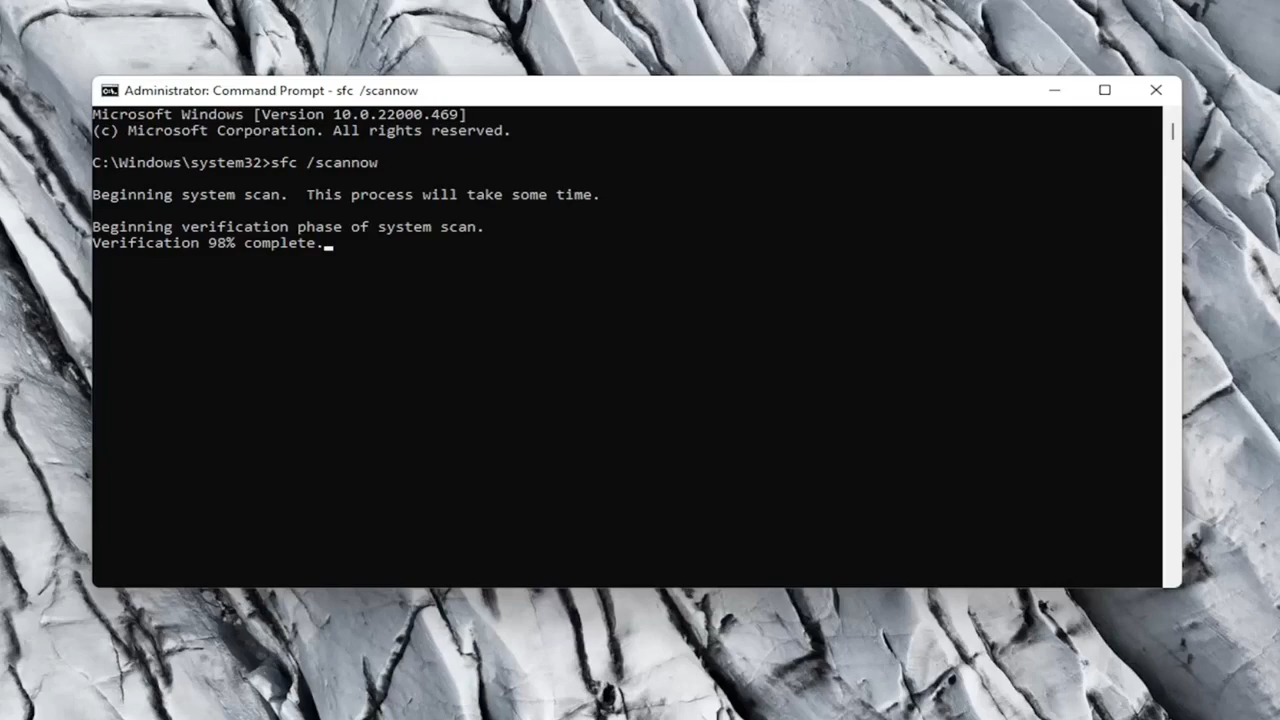 Administrator: Command Prompt - sfc  /scannow
Microsoft Windows [Version 10.0.22000.469]
(c) Microsoft Corporation. All rights reserved.
C:\Windows\system32>sfc /scannow
Beginning system scan.  This process will take some time.
Beginning verification phase of system scan.
Verification 98% complete.